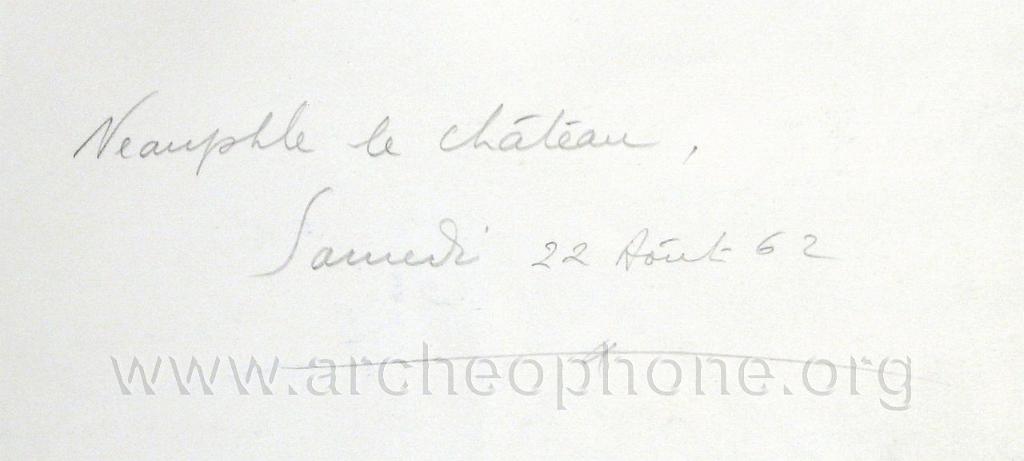 Neauphle le château,
Samedi 22 Août 62
www.archeophone.org